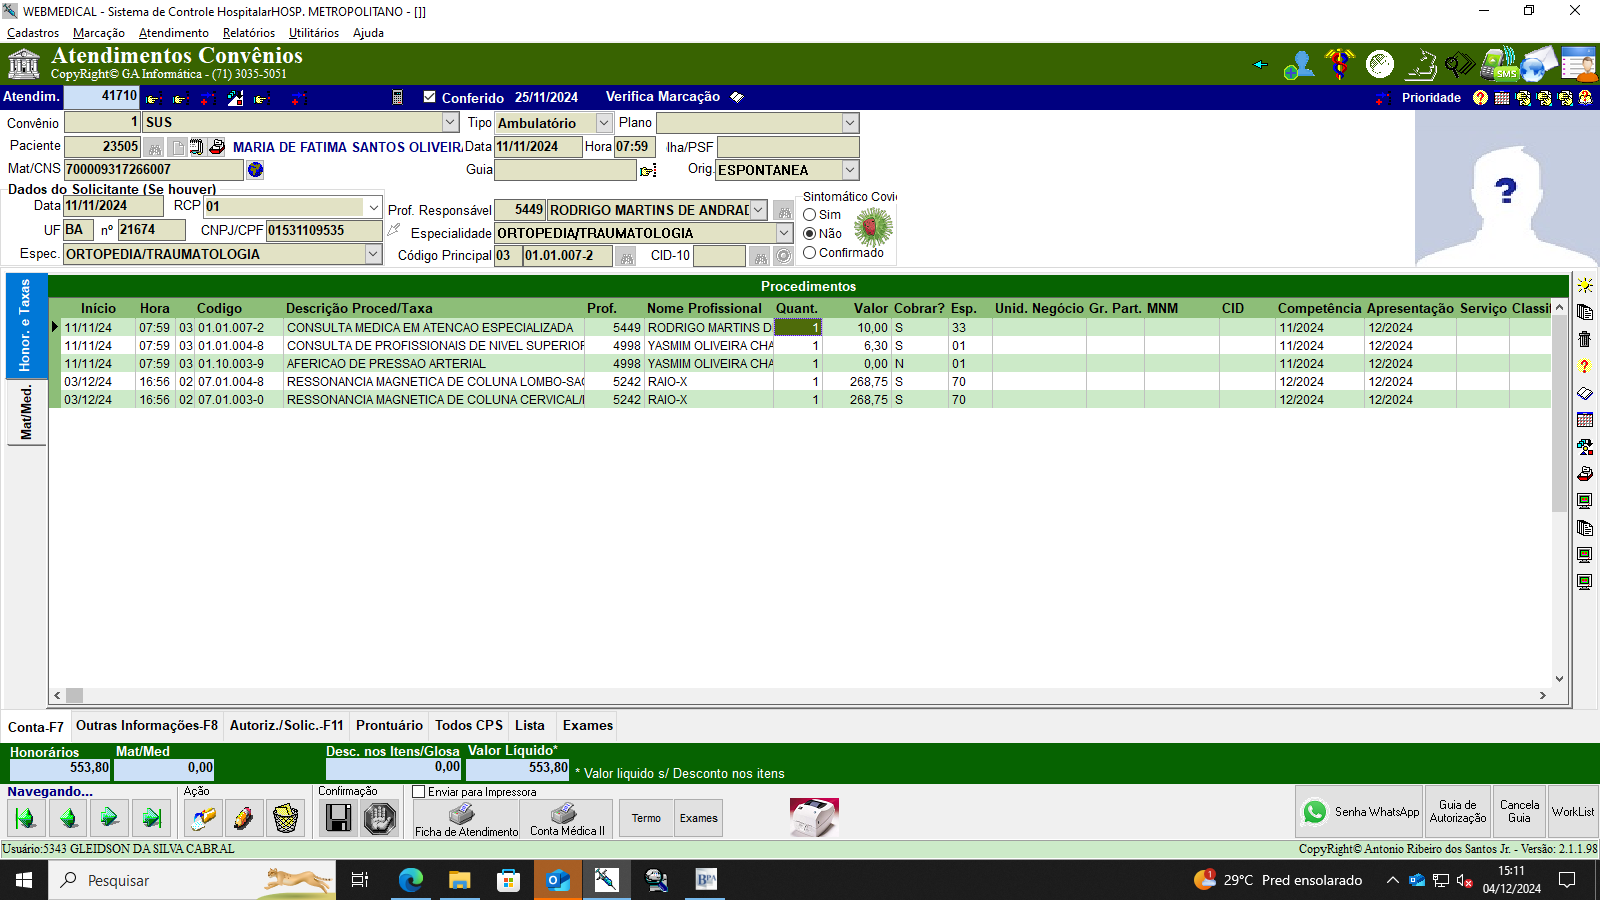 WEBMEDICAL - Sistema de Controle HospitalarHOSP. METROPOLITANO - []]
Cadastros Marcação Atendimento Relatórios Utilitários Ajuda
Atendimentos Convênios
CopyRight© GA Informática - (71) 3035-5051
SMS
Atendim. 41710 Conferido 25/11/2024 Verifica Marcação Prioridade
Convênio 1 SUS Tipo Ambulatório Plano
Paciente 23505 MARIA DE FATIMA SANTOS OLIVEIR Data 11/11/2024 Hora 07:59 lha/PSF
Mat/CNS 700009317266007 Guia Orig. ESPONTANEA
Dados do Solicitante (Se houver)
Data 11/11/2024 RCP 01
UF BA nº 21674 CNPJ/CPF 01531109535
Espec. ORTOPEDIA/TRAUMATOLOGIA
Prof. Responsável 5449 RODRIGO MARTINS DE ANDRAD
Especialidade ORTOPEDIA/TRAUMATOLOGIA
Código Principal 03 01.01.007-2 CID-10
Sintomático Covi
Sim
Não
Confirmado
Honor. e Taxas
Mat/Med.
Procedimentos
Início Hora Codigo Descrição Proced/Taxa Prof. Nome Profissional Quant. Valor Cobrar? Esp. Unid. Negócio Gr. Part. MNM CID Competência Apresentação Serviço Classif
11/11/24 07:59 03 01.01.007-2 CONSULTA MEDICA EM ATENCAO ESPECIALIZADA 5449 RODRIGO MARTINS D 1 10,00 S 33 11/2024 12/2024
11/11/24 07:59 03 01.01.004-8 CONSULTA DE PROFISSIONAIS DE NIVEL SUPERIOR 4998 YASMIM OLIVEIRA CHA 1 6,30 S 01 11/2024 12/2024
11/11/24 07:59 03 01.10.003-9 AFERICAO DE PRESSAO ARTERIAL 4998 YASMIM OLIVEIRA CHA 1 0,00 N 01 11/2024 12/2024
03/12/24 16:56 02 07.01.004-8 RESSONANCIA MAGNETICA DE COLUNA LOMBO-SAC 5242 RAIO-X 1 268,75 S 70 12/2024 12/2024
03/12/24 16:56 02 07.01.003-0 RESSONANCIA MAGNETICA DE COLUNA CERVICAL/ 5242 RAIO-X 1 268,75 S 70 12/2024 12/2024
Conta-F7 Outras Informações-F8 Autoriz./Solic.-F11 Prontuário Todos CPS Lista Exames
Honorários Mat/Med Desc. nos Itens/Glosa Valor Líquido*
553,80 0,00 0,00 553,80 * Valor liquido s/ Desconto nos itens
Navegando... Ação Confirmação Enviar para Impressora
Ficha de Atendimento Conta Médica II Termo Exames Senha WhatsApp Guia de Autorização Cancela Guia WorkList
Usuário:5343 GLEIDSON DA SILVA CABRAL CopyRight© Antonio Ribeiro dos Santos Jr. - Versão: 2.1.1.98
Pesquisar BPA 1 29°C Pred ensolarado 15:11
04/12/2024